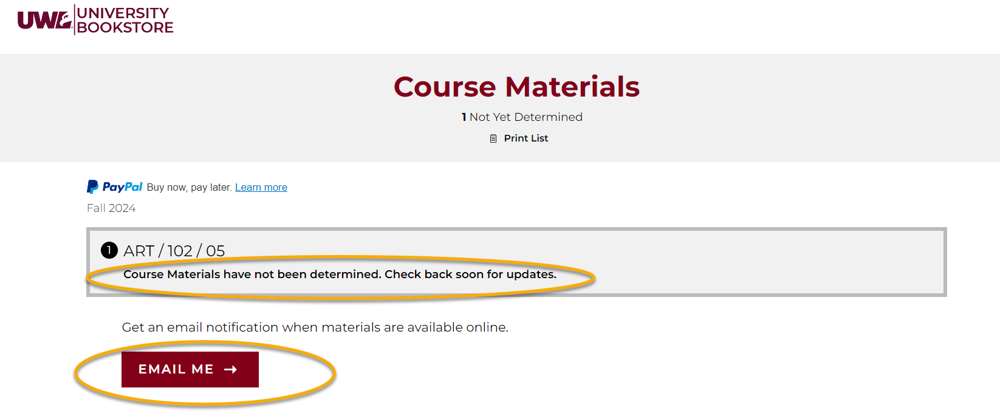 UWG UNIVERSITY
BOOKSTORE
Course Materials
1 Not Yet Determined
Print List
PayPal Buy now, pay later. Learn more
Fall 2024
1 ART / 102 / 05
Course Materials have not been determined. Check back soon for updates.
Get an email notification when materials are available online.
EMAIL ME →